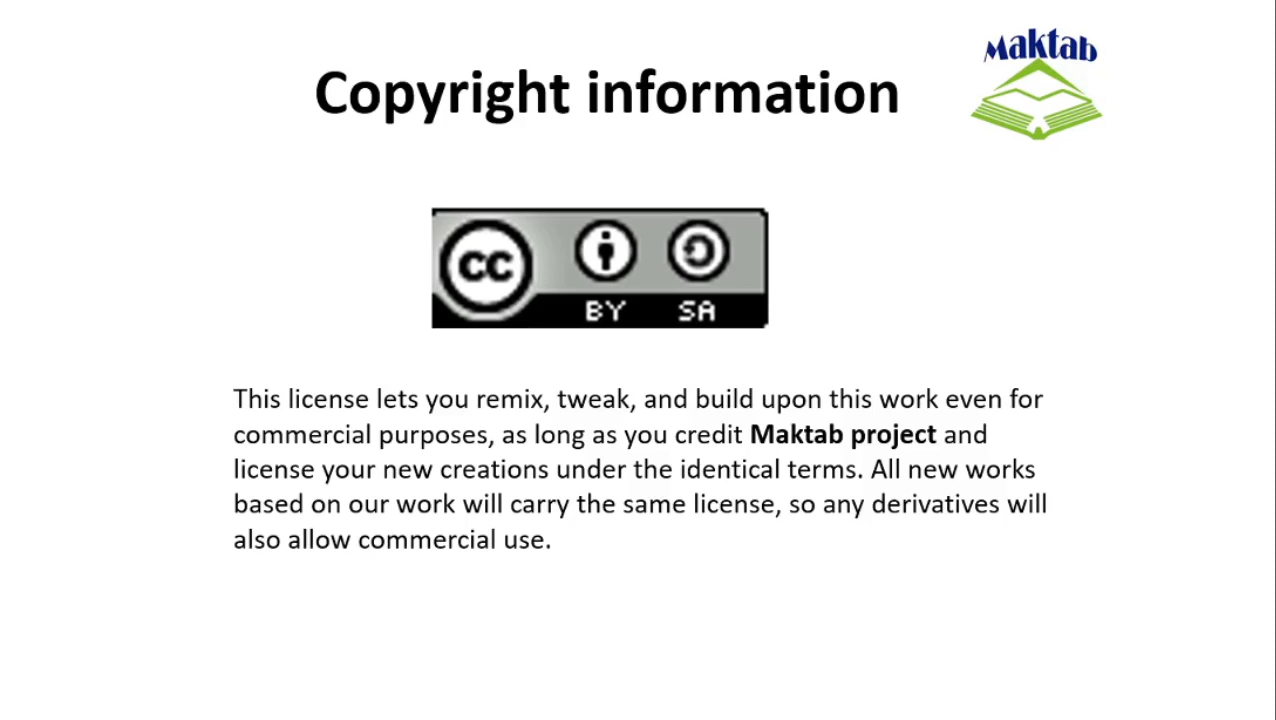 Maktab
Copyright information
CC
BY SA
This license lets you remix, tweak, and build upon this work even for
commercial purposes, as long as you credit Maktab project and
license your new creations under the identical terms. All new works
based on our work will carry the same license, so any derivatives will
also allow commercial use.